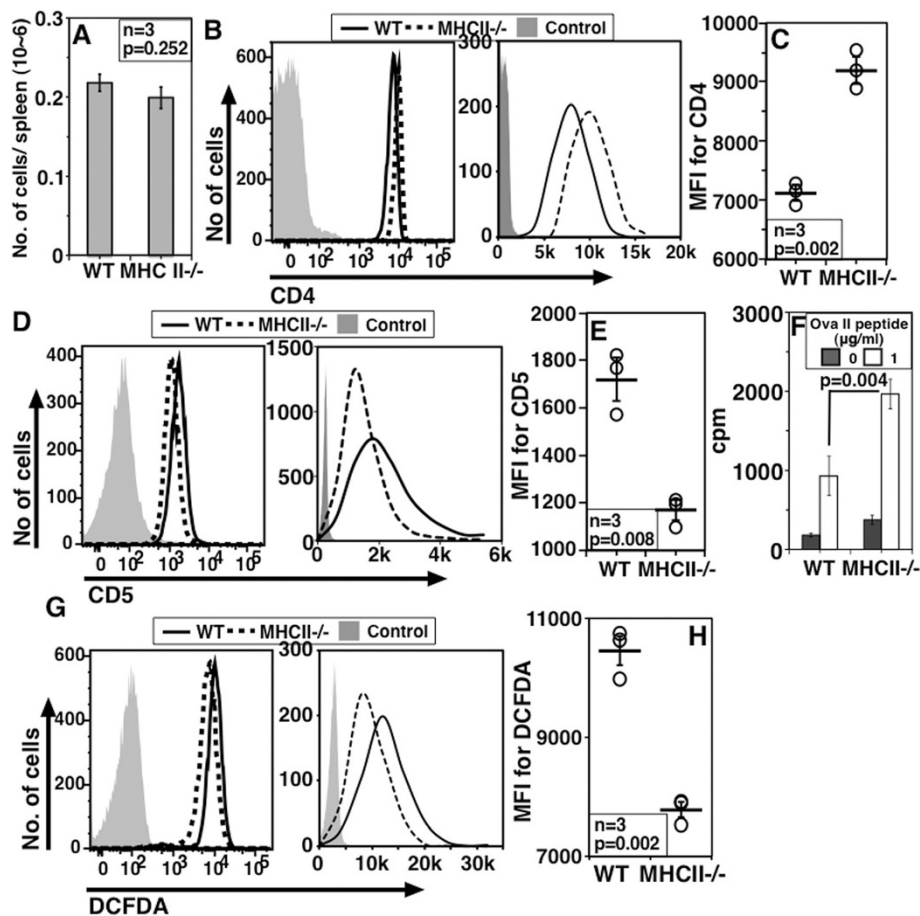 A
n=3
p=0.252
No. of cells/ spleen (10~6)
0.3
0.2
0.1
0
WT MHC II-/-
B
WT MHCII-/- Control
No of cells
600
400
200
0
0 10² 10³ 10⁴ 10⁵
300
200
100
0
0 5k 10k 15k 20k
CD4
C
MFI for CD4
10000
9000
8000
7000
6000
n=3
p=0.002
WT MHCII-/-
D
WT MHCII-/- Control
No of cells
400
300
200
100
0
0 10² 10³ 10⁴ 10⁵
1500
1000
500
0
0 2k 4k 6k
CD5
E
MFI for CD5
2000
1800
1600
1400
1200
1000
n=3
p=0.008
WT MHCII-/-
F
Ova II peptide
(µg/ml)
0 1
p=0.004
cpm
3000
2000
1000
0
WT MHCII-/-
G
WT MHCII-/- Control
No. of cells
600
400
200
0
0 10² 10³ 10⁴ 10⁵
300
200
100
0
0 10k 20k 30k
DCFDA
H
MFI for DCFDA
11000
9000
7000
n=3
p=0.002
WT MHCII-/-